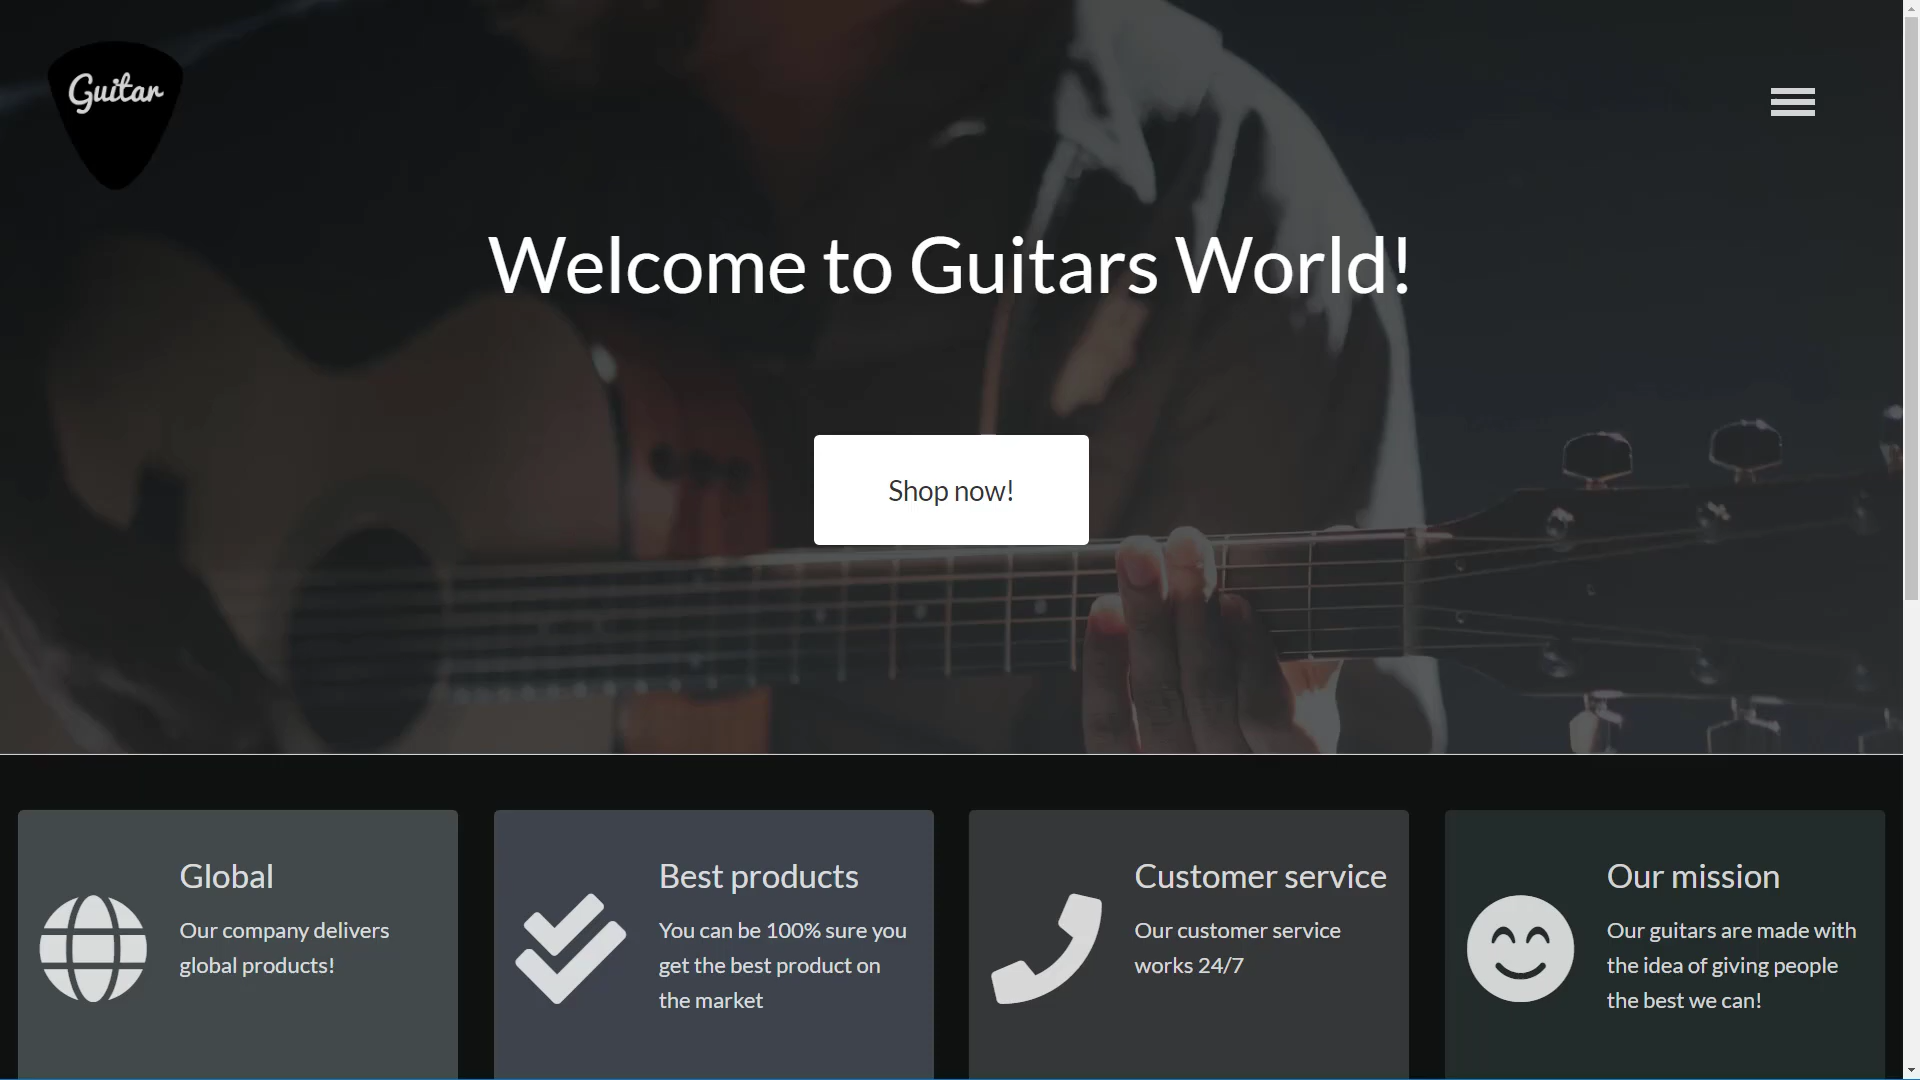 Guitar
Welcome to Guitars World!
Shop now!
Global
Our company delivers
global products!
Best products
You can be 100% sure you
get the best product on
the market
Customer service
Our customer service
works 24/7
Our mission
Our guitars are made with
the idea of giving people
the best we can!